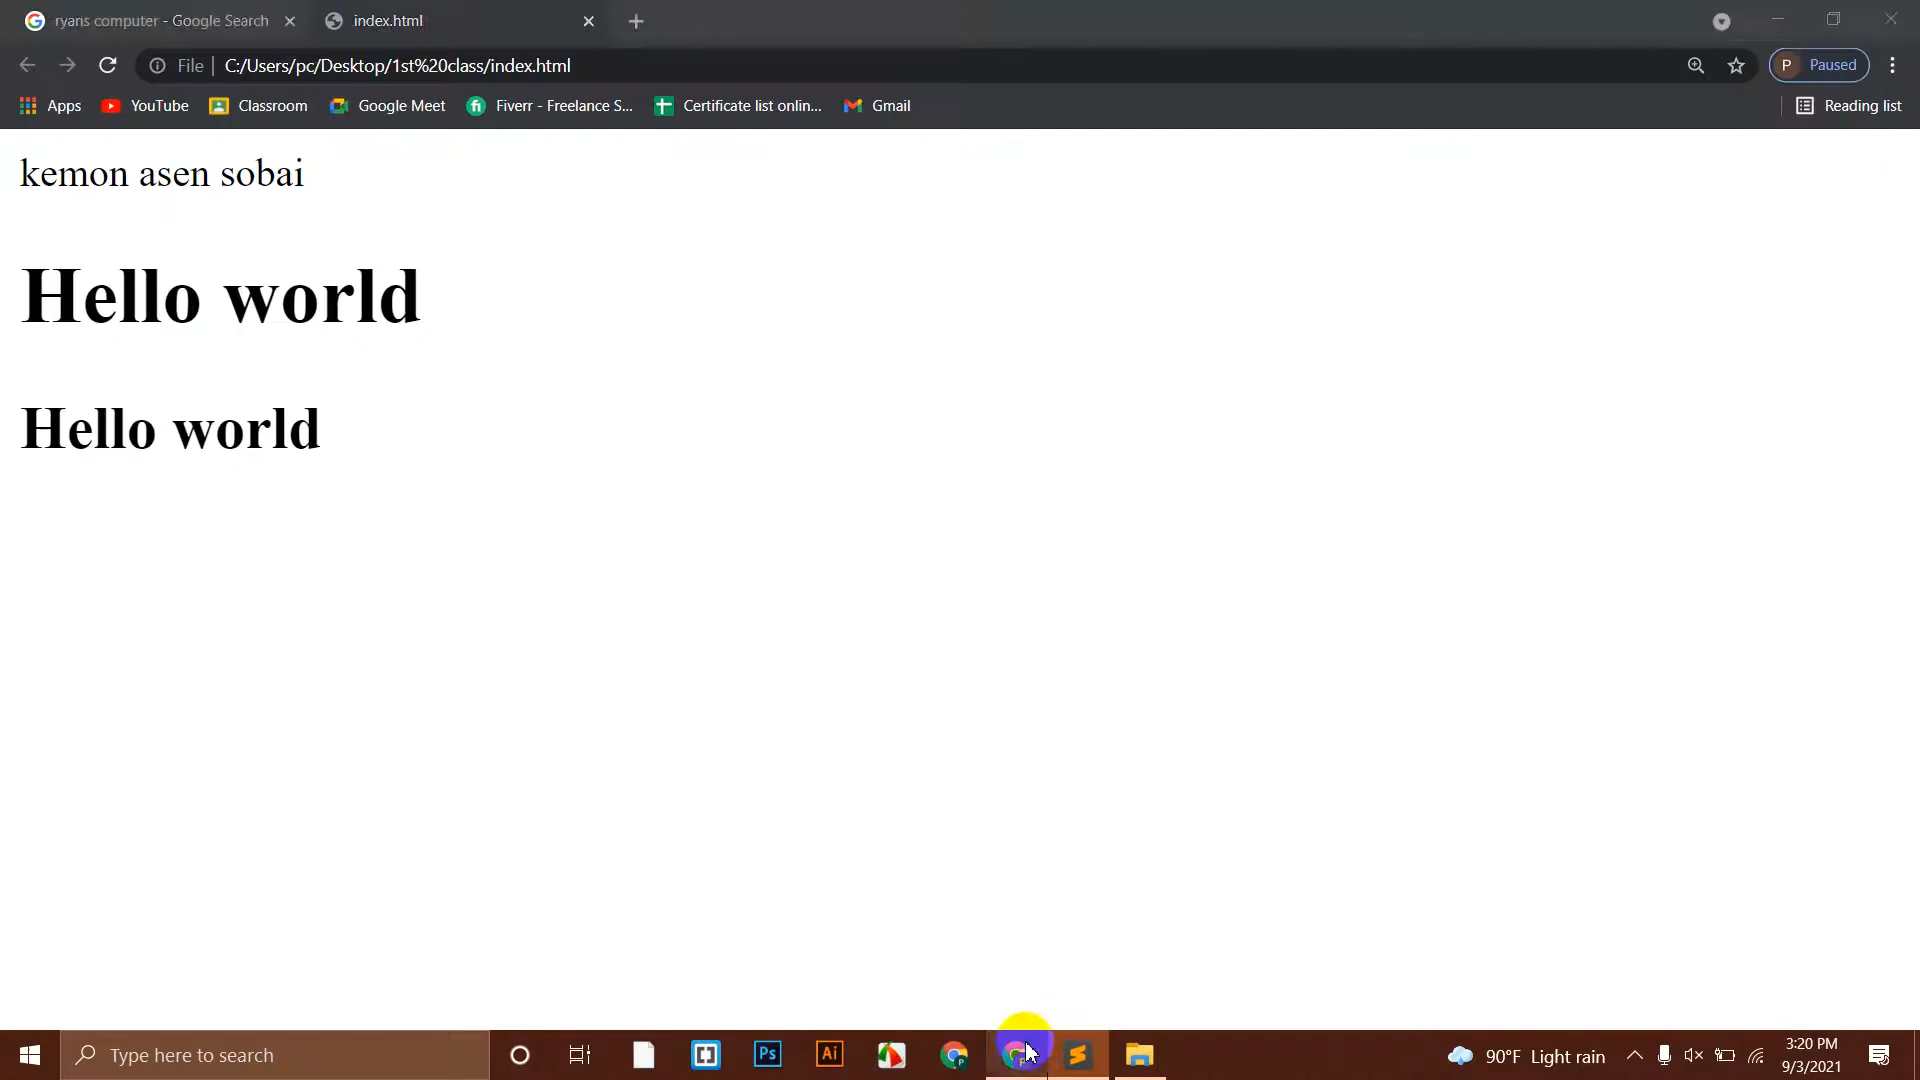 ryans computer - Google Search
index.html
File
C:/Users/pc/Desktop/1st%20class/index.html
P Paused
Apps
YouTube
Classroom
Google Meet
Fiverr - Freelance S...
Certificate list onlin...
Gmail
Reading list
kemon asen sobai
Hello world
Hello world
Type here to search
Ps
Ai
90°F Light rain
3:20 PM
9/3/2021